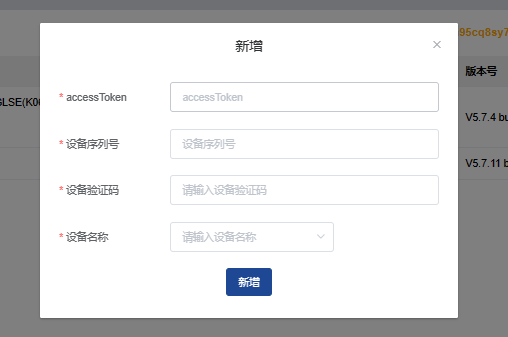 新增
95cq8sy7
版本号
* accessToken
accessToken
* 设备序列号
设备序列号
V5.7.4 bu
* 设备验证码
请输入设备验证码
V5.7.11 b
* 设备名称
请输入设备名称
新增